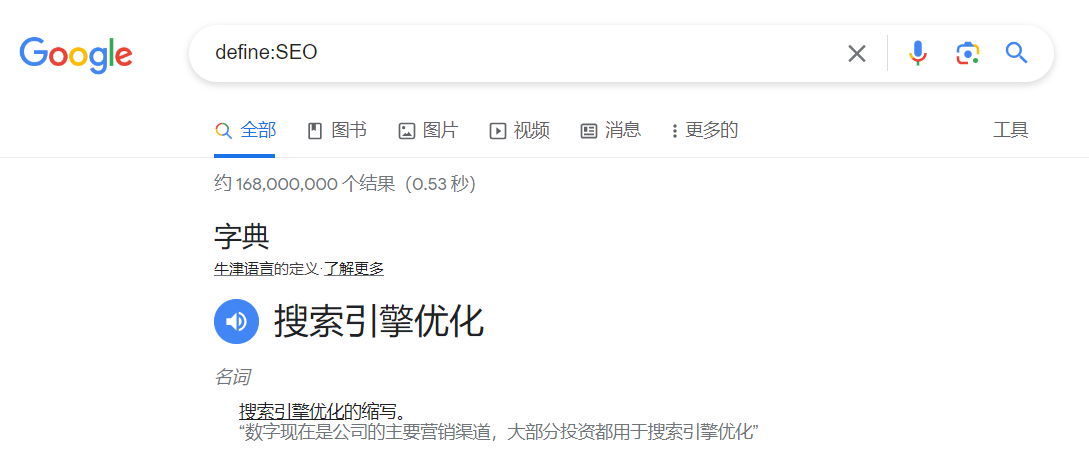 Google
define:SEO
全部 图书 图片 视频 消息 更多的 工具
约 168,000,000 个结果（0.53 秒）
字典
牛津语言的定义·了解更多
搜索引擎优化
名词
搜索引擎优化的缩写。
“数字现在是公司的主要营销渠道，大部分投资都用于搜索引擎优化”